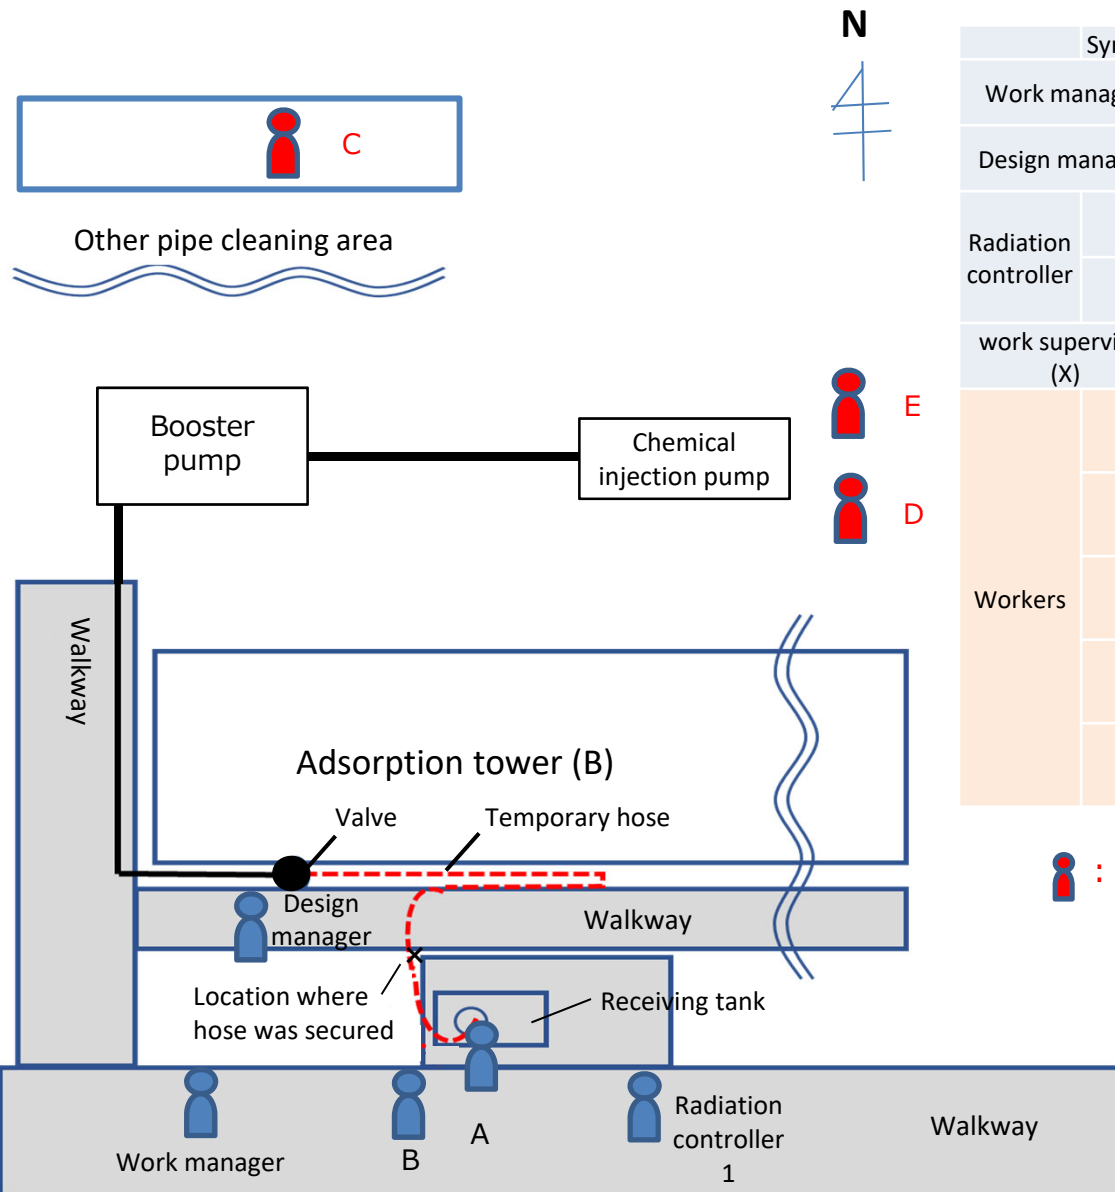 N
C
Other pipe cleaning area
Booster
pump
Chemical
injection pump
E
D
Walkway
Adsorption tower (B)
Valve
Temporary hose
Design
manager
Walkway
Location where
hose was secured
Receiving tank
Work manager
B
A
Radiation
controller
1
Walkway
Syn
Work manag
Design mana
Radiation
controller
work supervi
(X)
Workers
: